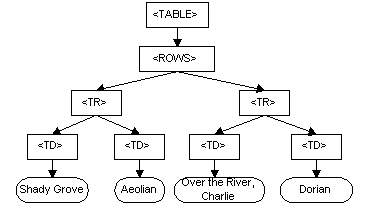 <TABLE>
<ROWS>
<TR>
<TR>
<TD>
<TD>
<TD>
<TD>
Shady Grove
Aeolian
Over the River,
Charlie
Dorian